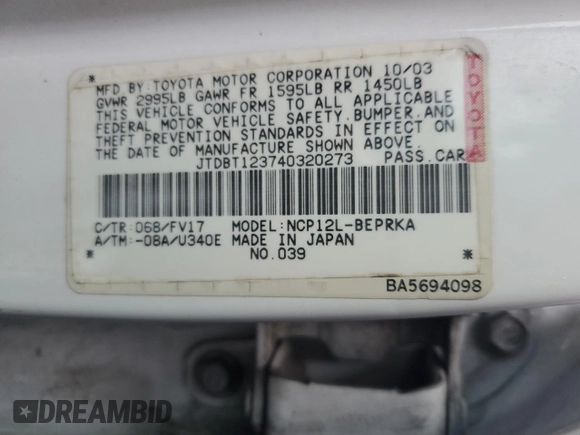 MFD BY:TOYOTA MOTOR CORPORATION 10/03
GVWR 2995LB GAWR FR 1595LB RR 1450LB
THIS VEHICLE CONFORMS TO ALL APPLICABLE
FEDERAL MOTOR VEHICLE SAFETY.BUMPER.AND
THEFT PREVENTION STANDARDS IN EFFECT ON
THE DATE OF MANUFACTURE SHOWN ABOVE.
JTDBT123740320273 PASS.CAR
TOYOTA
C/TR:068/FV17 MODEL:NCP12L-BEPRKA
A/TM:-08A/U340E MADE IN JAPAN
NO.039
BA5694098
DREAMBID